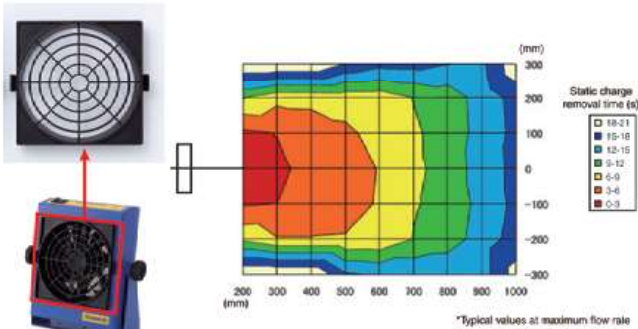 (mm)
300
200
100
0
-100
-200
-300
200 300 400 500 600 700 800 900 1000
(mm)
Static charge
removal time (s)
18-21
15-18
12-15
9-12
6-9
3-6
0-3
*Typical values at maximum flow rate